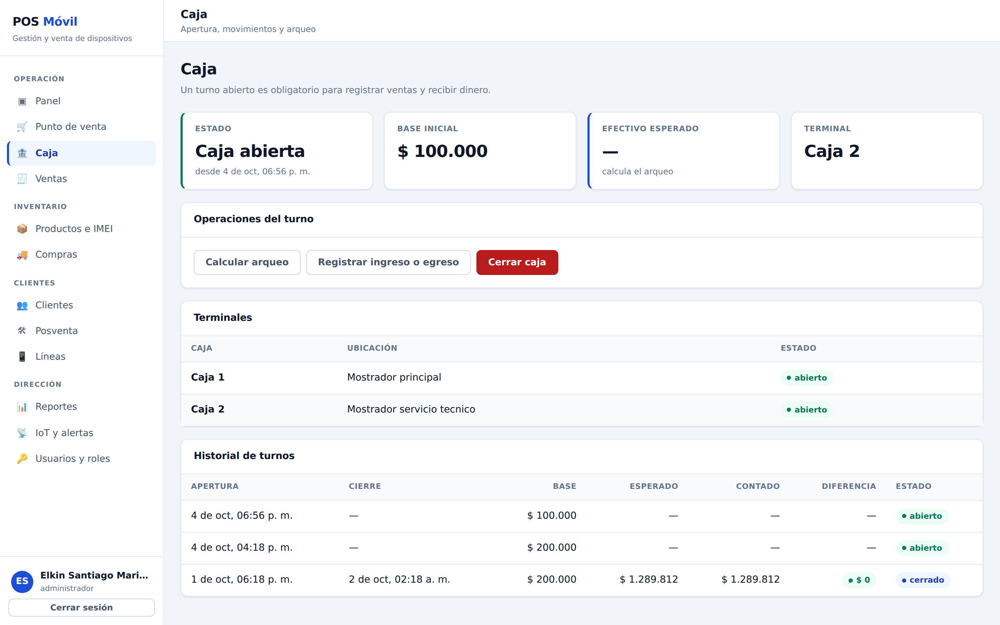 POS Móvil
Gestión y venta de dispositivos
OPERACIÓN
Panel
Punto de venta
Caja
Ventas
INVENTARIO
Productos e IMEI
Compras
CLIENTES
Clientes
Posventa
Líneas
DIRECCIÓN
Reportes
IoT y alertas
Usuarios y roles
ES
Elkin Santiago Mari…
administrador
Cerrar sesión
Caja
Apertura, movimientos y arqueo
Caja
Un turno abierto es obligatorio para registrar ventas y recibir dinero.
ESTADO
Caja abierta
desde 4 de oct, 06:56 p. m.
BASE INICIAL
$ 100.000
EFECTIVO ESPERADO
—
calcula el arqueo
TERMINAL
Caja 2
Operaciones del turno
Calcular arqueo Registrar ingreso o egreso Cerrar caja
Terminales
CAJA UBICACIÓN ESTADO
Caja 1 Mostrador principal abierto
Caja 2 Mostrador servicio tecnico abierto
Historial de turnos
APERTURA CIERRE BASE ESPERADO CONTADO DIFERENCIA ESTADO
4 de oct, 06:56 p. m. — $ 100.000 — — — abierto
4 de oct, 04:18 p. m. — $ 200.000 — — — abierto
1 de oct, 06:18 p. m. 2 de oct, 02:18 a. m. $ 200.000 $ 1.289.812 $ 1.289.812 $ 0 cerrado